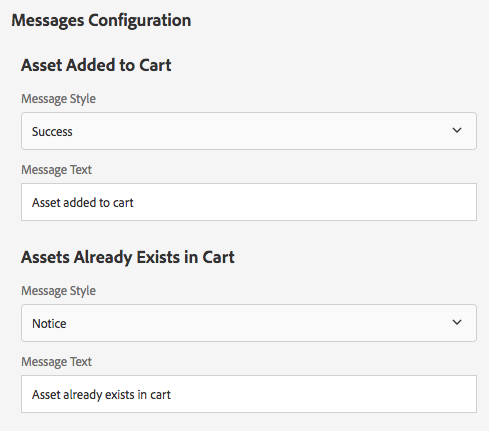 Messages Configuration
Asset Added to Cart
Message Style
Success
Message Text
Asset added to cart
Assets Already Exists in Cart
Message Style
Notice
Message Text
Asset already exists in cart